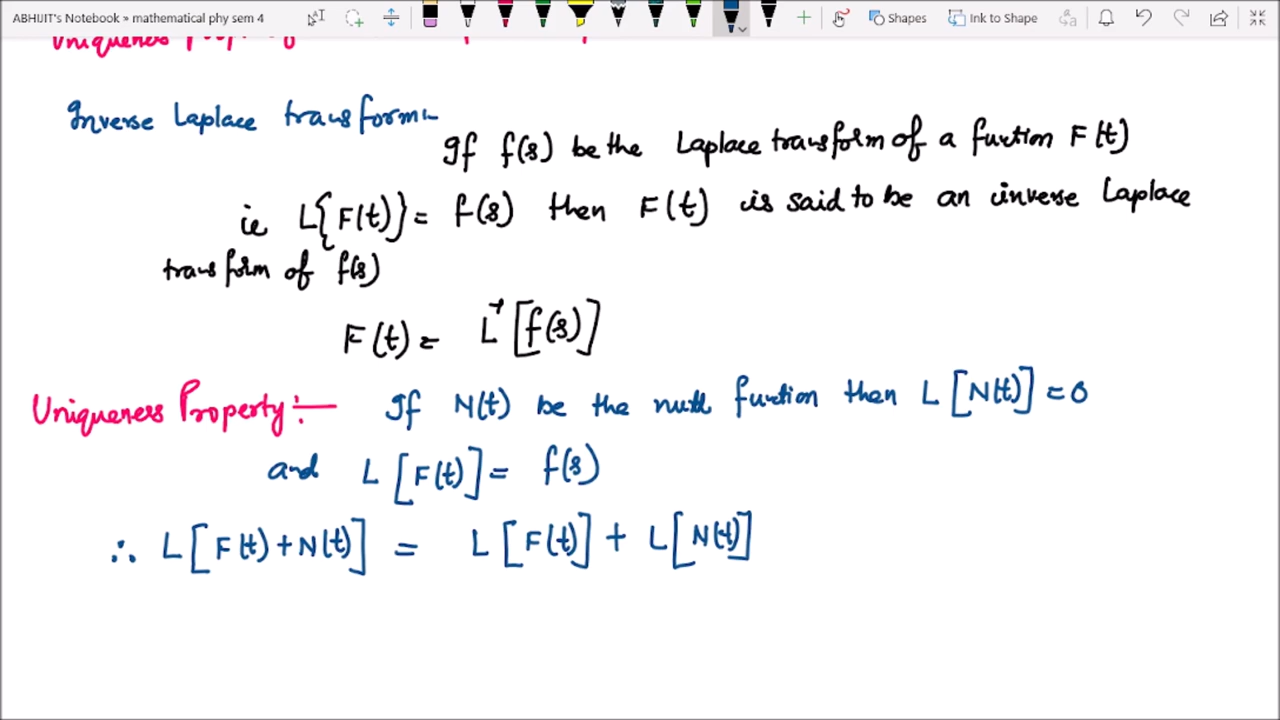 ABHIJIT's Notebook » mathematical phy sem 4
Shapes
Ink to Shape
Uniqueness
Inverse Laplace transform:-
If f(s) be the Laplace transform of a function F(t)
ie L{F(t)} = f(s) then F(t) is said to be an inverse Laplace
transform of f(s)
F(t) = L⁻¹[f(s)]
Uniqueness Property :— If N(t) be the null function then L[N(t)] = 0
and L[F(t)] = f(s)
∴ L[F(t) + N(t)] = L[F(t)] + L[N(t)]